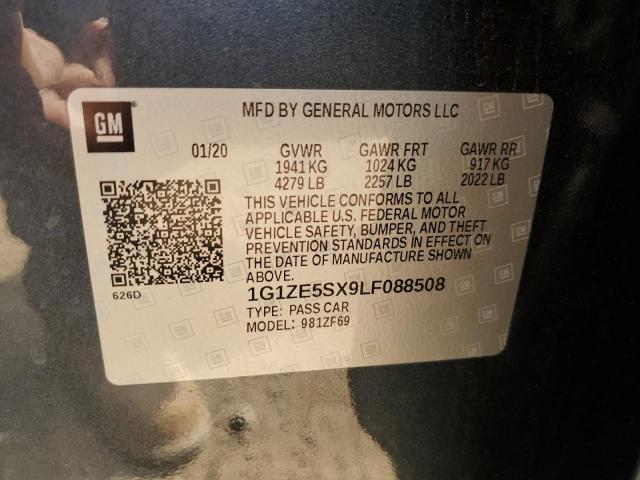 GM
MFD BY GENERAL MOTORS LLC
01/20 GVWR GAWR FRT GAWR RR
1941 KG 1024 KG 917 KG
4279 LB 2257 LB 2022 LB
THIS VEHICLE CONFORMS TO ALL
APPLICABLE U.S. FEDERAL MOTOR
VEHICLE SAFETY, BUMPER, AND THEFT
PREVENTION STANDARDS IN EFFECT ON
THE DATE OF MANUFACTURE SHOWN
ABOVE.
626D
1G1ZE5SX9LF088508
TYPE: PASS CAR
MODEL: 981ZF69